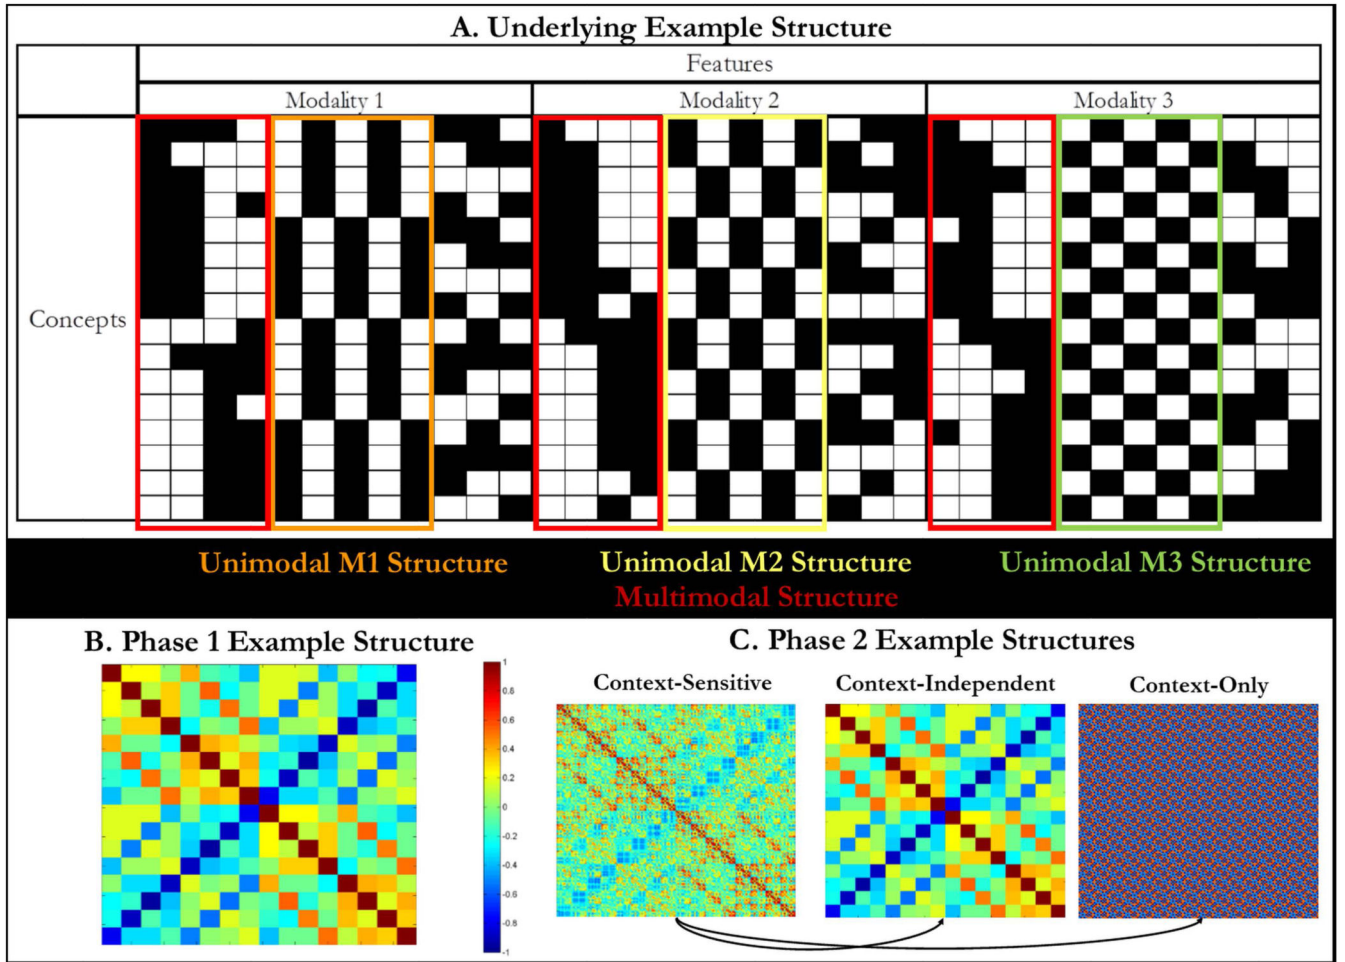 A. Underlying Example Structure
Features
Modality 1
Modality 2
Modality 3
Concepts
Unimodal M1 Structure
Unimodal M2 Structure
Unimodal M3 Structure
Multimodal Structure
B. Phase 1 Example Structure
1
0.8
0.6
0.4
0.2
0
-0.2
-0.4
-0.6
-0.8
-1
C. Phase 2 Example Structures
Context-Sensitive
Context-Independent
Context-Only